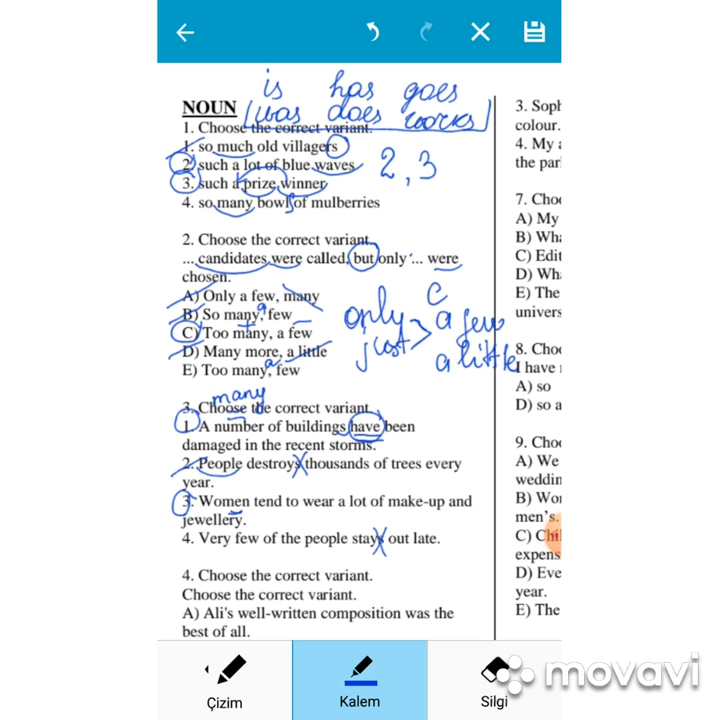 is has goes
was does works
NOUN
1. Choose the correct variant.
1. so much old villagers
2. such a lot of blue waves
3. such a prize winner
2,3
4. so many bowls of mulberries
2. Choose the correct variant.
... candidates were called, but only ... were
chosen.
C
A) Only a few, many
B) So many, a few
C) Too many, a few
D) Many more, a little
E) Too many, a few
only
just
a few
a little
many
3. Choose the correct variant.
1. A number of buildings have been
damaged in the recent storms.
2. People destroys thousands of trees every
year.
3. Women tend to wear a lot of make-up and
jewellery.
4. Very few of the people stays out late.
4. Choose the correct variant.
Choose the correct variant.
A) Ali's well-written composition was the
best of all.
3. Soph
colour.
4. My a
the par
7. Choo
A) My
B) Wha
C) Edit
D) Wh
E) The
univers
8. Choo
I have
A) so
D) so a
9. Choo
A) We
weddin
B) Wo
men's.
C) Chil
expens
D) Eve
year.
E) The
Çizim
Kalem
Silgi
movavi